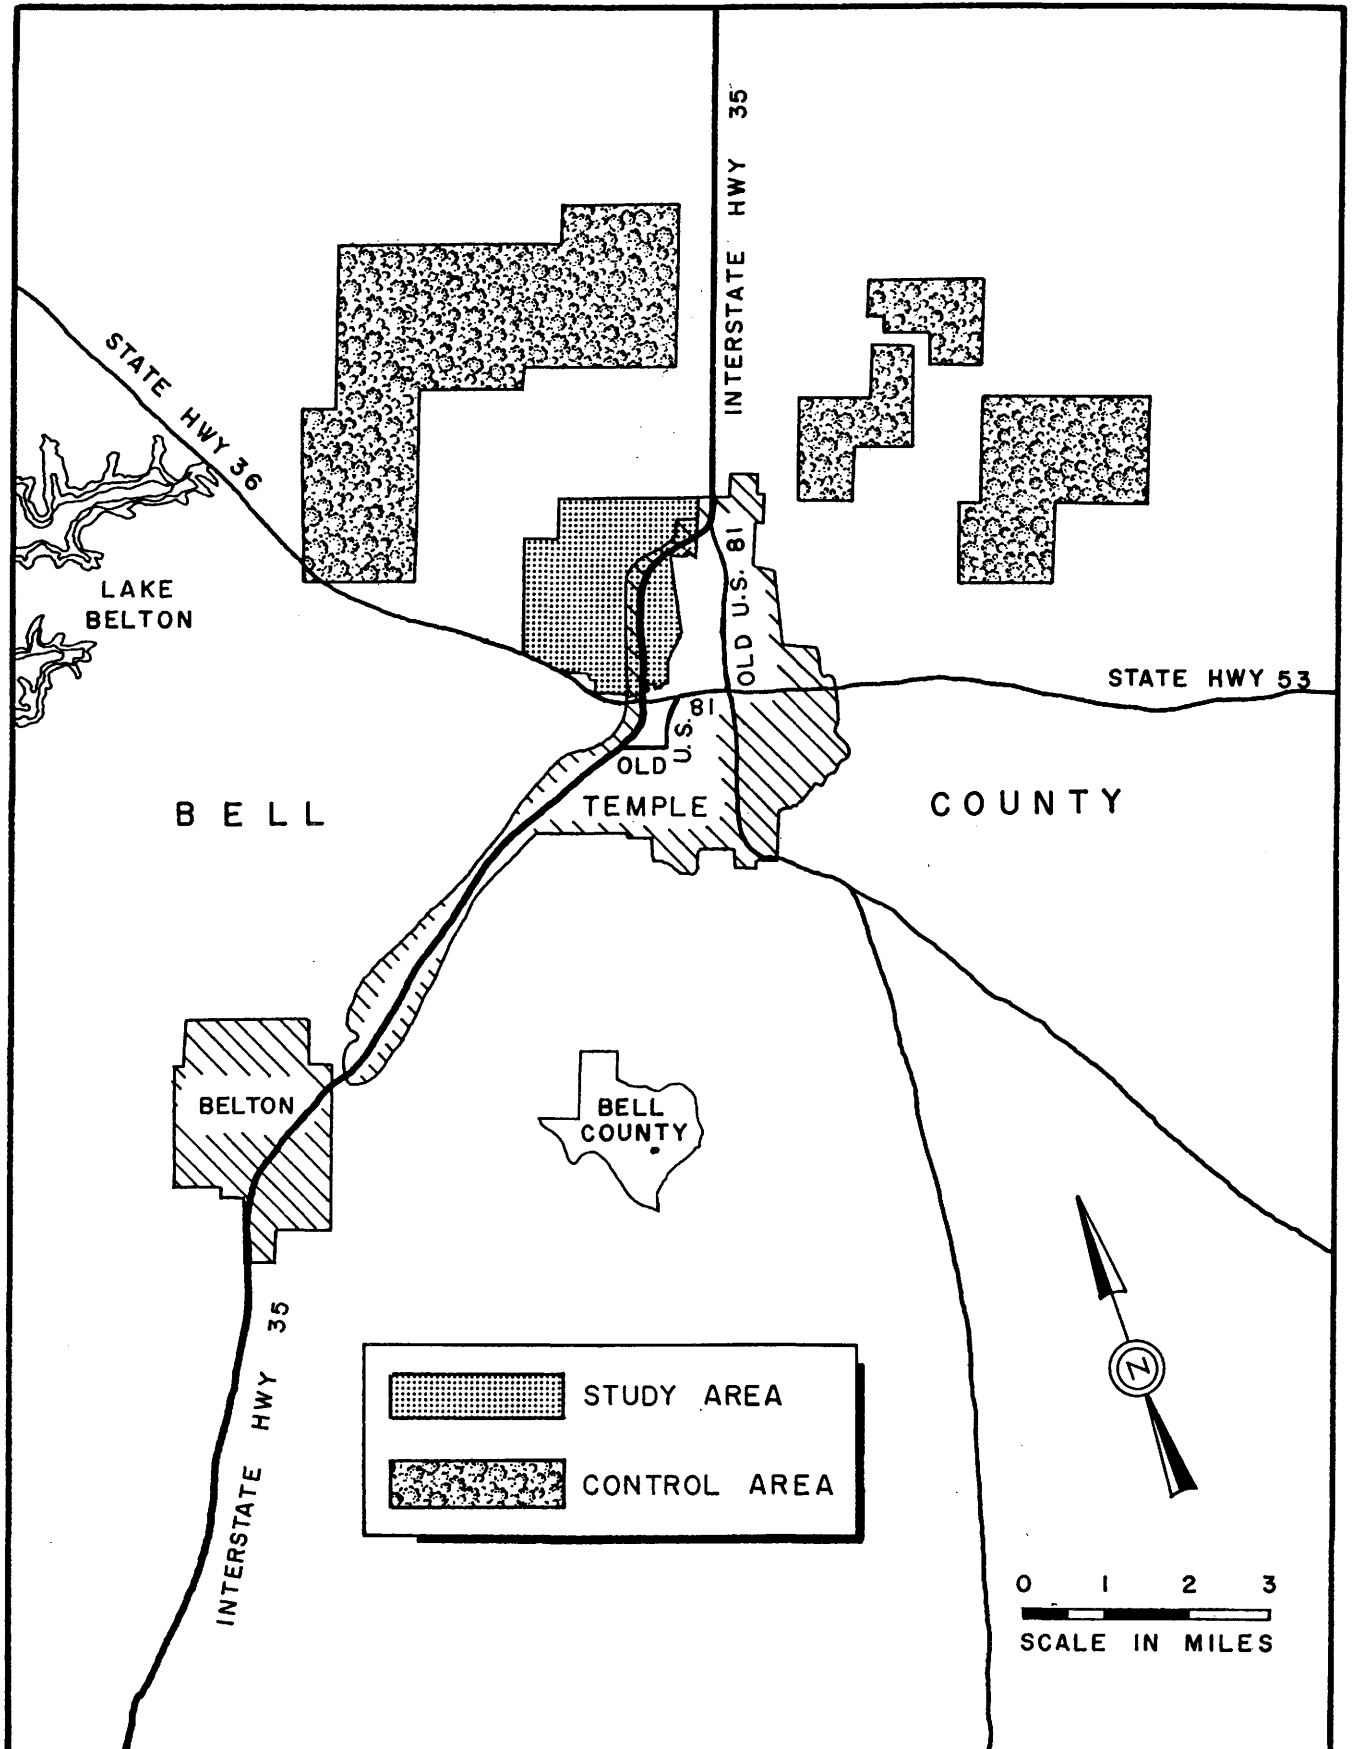 INTERSTATE HWY 35
STATE HWY 36
LAKE
BELTON
OLD U.S. 81
STATE HWY 53
OLD U.S. 81
TEMPLE
BELL COUNTY
BELTON
BELL
COUNTY
INTERSTATE HWY 35
STUDY AREA
CONTROL AREA
N
0 1 2 3
SCALE IN MILES